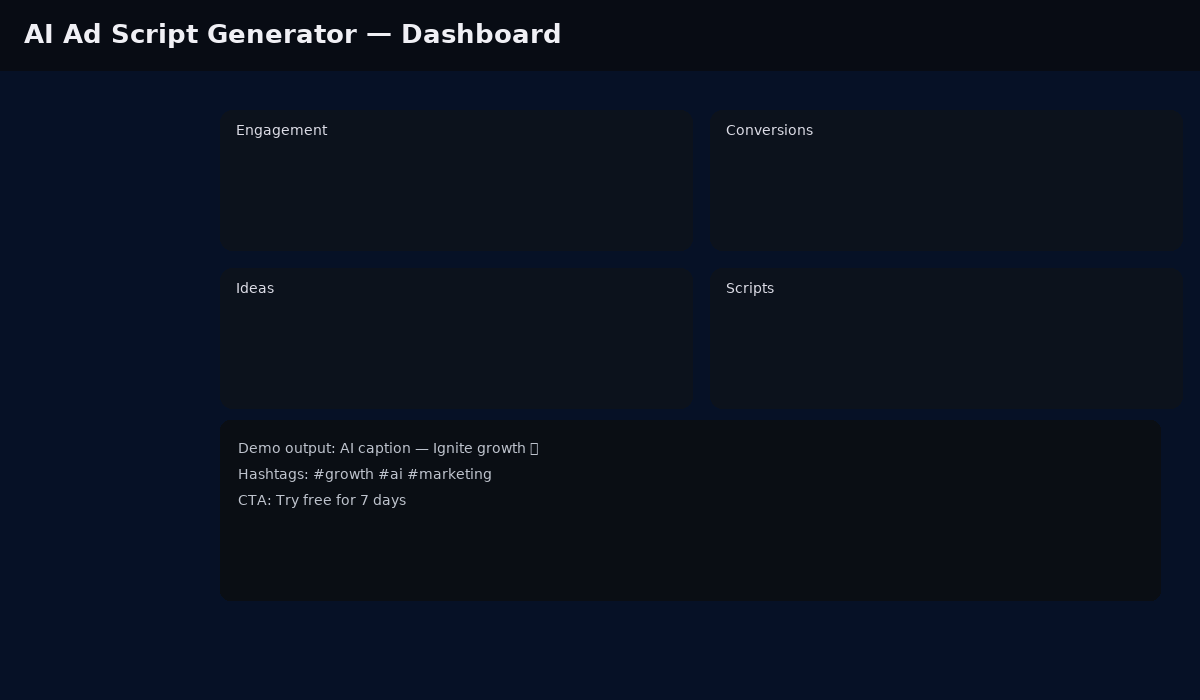 AI Ad Script Generator — Dashboard
Engagement
Conversions
Ideas
Scripts
Demo output: AI caption — Ignite growth
Hashtags: #growth #ai #marketing
CTA: Try free for 7 days